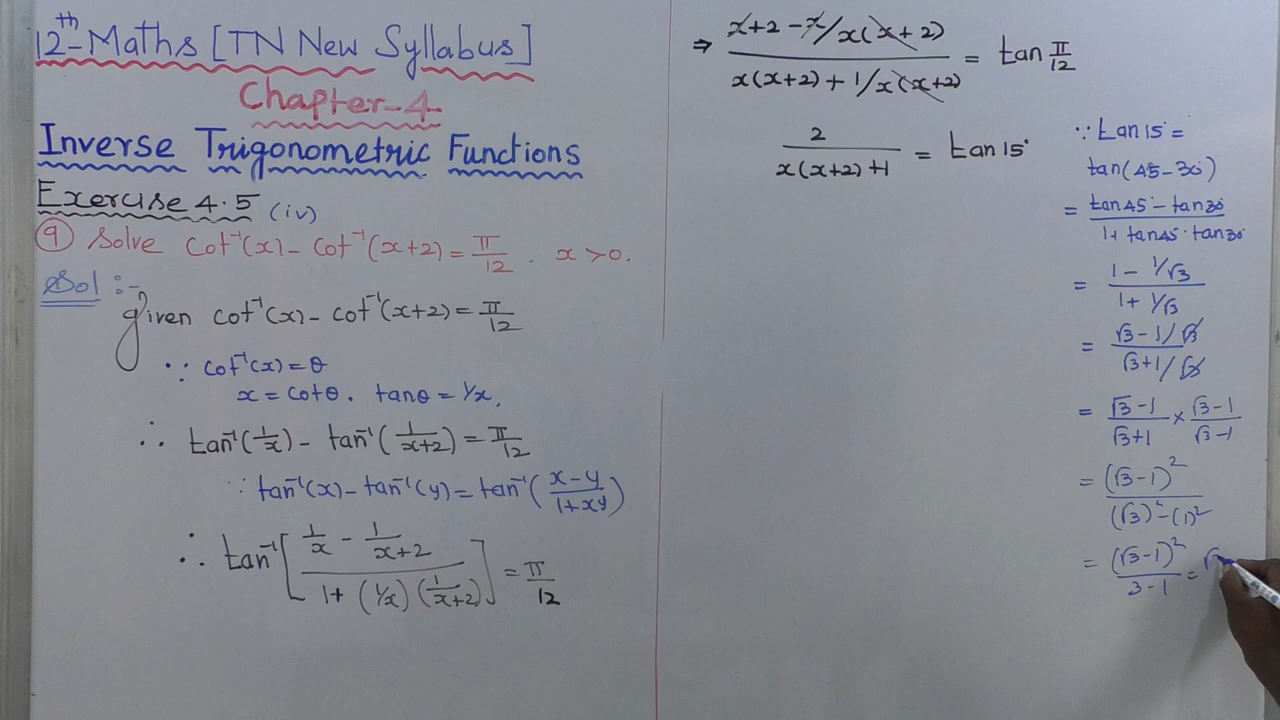 12th-Maths [TN New Syllabus]
Chapter-4
Inverse Trigonometric Functions
Exercise 4.5 (iv)
⑨ Solve Cot⁻¹(x) - Cot⁻¹(x+2) = π/12 . x > 0.
Sol :-
Given Cot⁻¹(x) - Cot⁻¹(x+2) = π/12
∵ Cot⁻¹(x) = θ
x = Cotθ . tanθ = 1/x,
∴ tan⁻¹(1/x) - tan⁻¹(1/(x+2)) = π/12
∵ tan⁻¹(x) - tan⁻¹(y) = tan⁻¹((x-y)/(1+xy))
∴ tan⁻¹[(1/x - 1/(x+2))/(1+(1/x)(1/(x+2)))] = π/12
⇒ (x+2-x/x(x+2))/(x(x+2)+1/x(x+2)) = tan π/12
2/(x(x+2)+1) = tan15°
∵ tan15° =
tan(45-30°)
= (tan45° - tan30°)/(1+tan45°.tan30°)
= (1 - 1/√3)/(1 + 1/√3)
= (√3-1/√3)/(√3+1/√3)
= (√3-1)/(√3+1) × (√3-1)/(√3-1)
= (√3-1)²/((√3)²-(1)²)
= (√3-1)²/(3-1) =